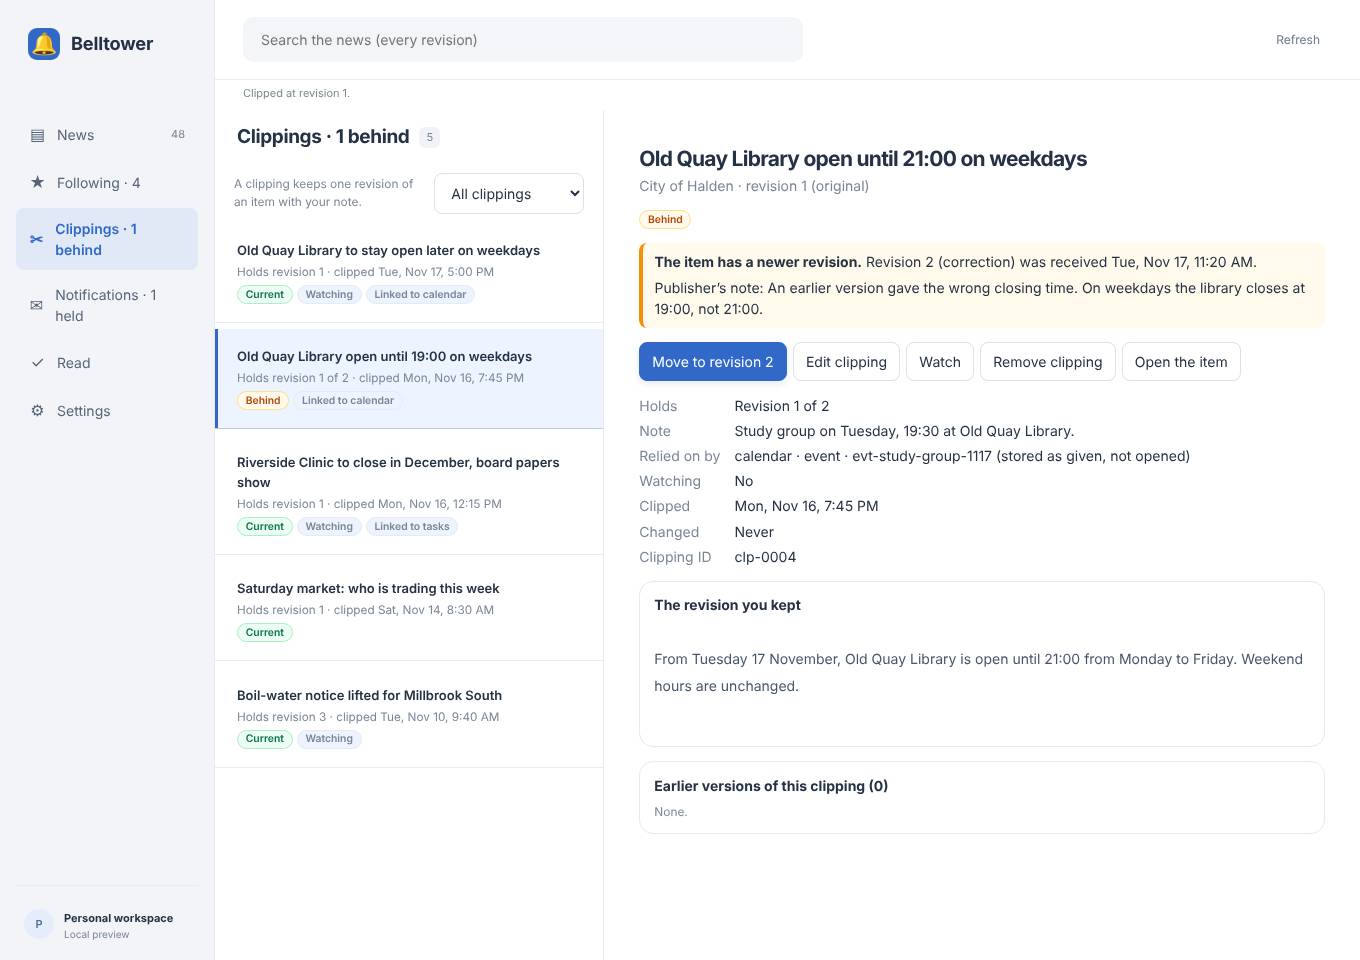 Belltower
Search the news (every revision)
Refresh
News 48
Following · 4
Clippings · 1
behind
Notifications · 1
held
Read
Settings
P
Personal workspace
Local preview
Clipped at revision 1.
Clippings · 1 behind 5
A clipping keeps one revision of
an item with your note.
All clippings
Old Quay Library to stay open later on weekdays
Holds revision 1 · clipped Tue, Nov 17, 5:00 PM
Current Watching Linked to calendar
Old Quay Library open until 19:00 on weekdays
Holds revision 1 of 2 · clipped Mon, Nov 16, 7:45 PM
Behind Linked to calendar
Riverside Clinic to close in December, board papers
show
Holds revision 1 · clipped Mon, Nov 16, 12:15 PM
Current Watching Linked to tasks
Saturday market: who is trading this week
Holds revision 1 · clipped Sat, Nov 14, 8:30 AM
Current
Boil-water notice lifted for Millbrook South
Holds revision 3 · clipped Tue, Nov 10, 9:40 AM
Current Watching
Old Quay Library open until 21:00 on weekdays
City of Halden · revision 1 (original)
Behind
The item has a newer revision. Revision 2 (correction) was received Tue, Nov 17, 11:20 AM.
Publisher’s note: An earlier version gave the wrong closing time. On weekdays the library closes at
19:00, not 21:00.
Move to revision 2 Edit clipping Watch Remove clipping Open the item
Holds Revision 1 of 2
Note Study group on Tuesday, 19:30 at Old Quay Library.
Relied on by calendar · event · evt-study-group-1117 (stored as given, not opened)
Watching No
Clipped Mon, Nov 16, 7:45 PM
Changed Never
Clipping ID clp-0004
The revision you kept
From Tuesday 17 November, Old Quay Library is open until 21:00 from Monday to Friday. Weekend
hours are unchanged.
Earlier versions of this clipping (0)
None.